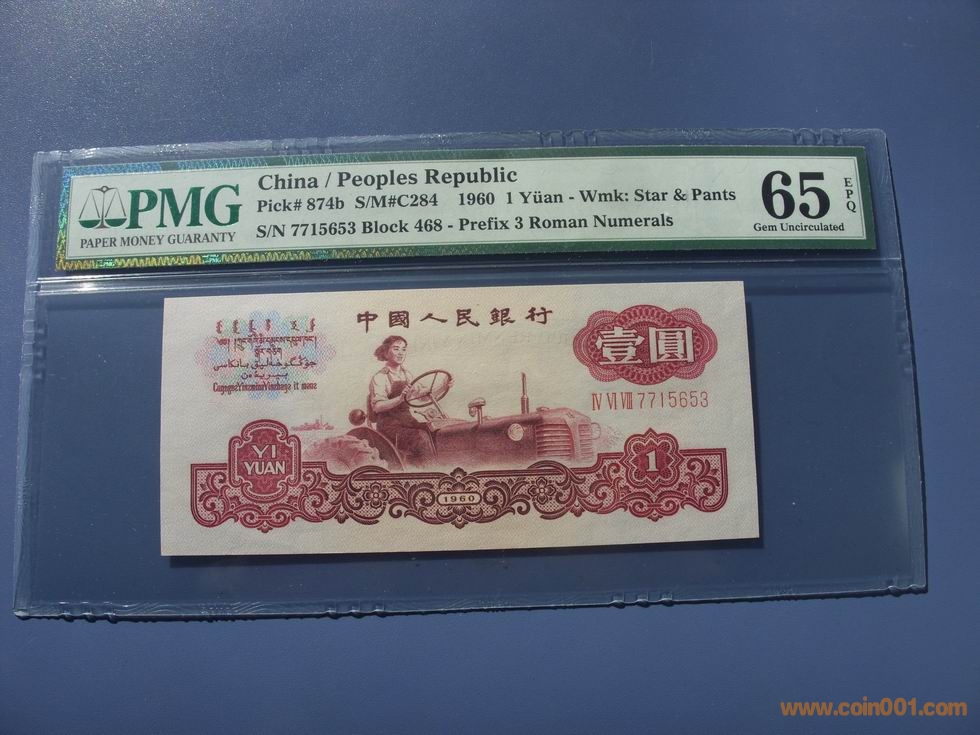 PMG
PAPER MONEY GUARANTY
China / Peoples Republic
Pick# 874b S/M#C284 1960 1 Yüan - Wmk: Star & Pants
S/N 7715653 Block 468 - Prefix 3 Roman Numerals
65
EPQ
Gem Uncirculated
中國人民銀行
壹圓
IV VI VIII 7715653
YI
YUAN
1
1960
www.coin001.com